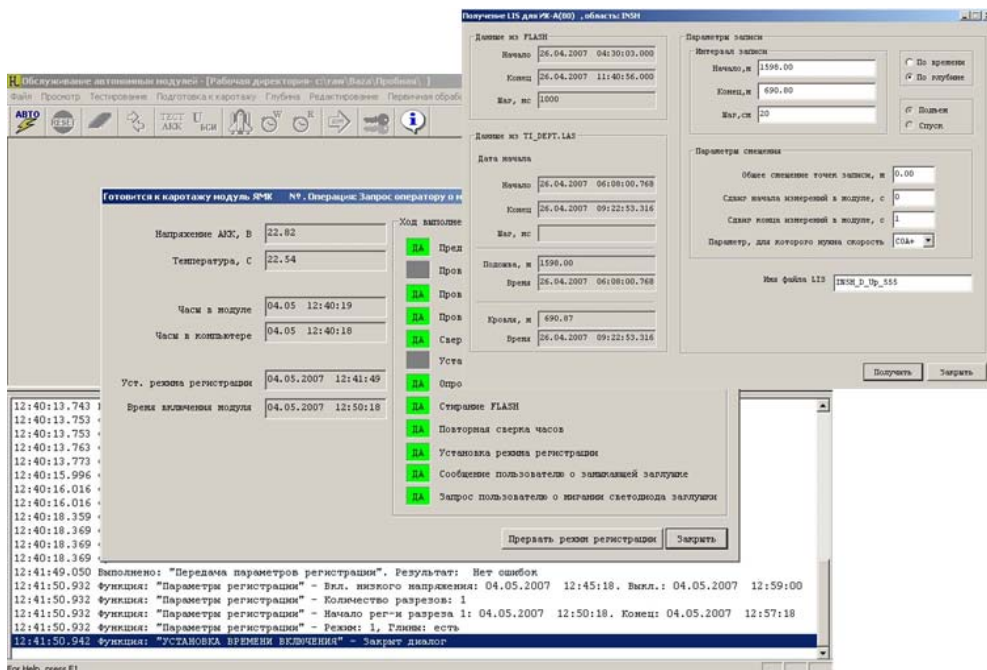 Получение LIS для ИК-А(80) , область: INSH
Данные из FLASH
Начало 26.04.2007 04:30:03.000
Конец 26.04.2007 11:40:56.000
Шаг, мс 1000
Данные из TI_DEPT.LAS
Дата начала
Начало 26.04.2007 06:08:00.768
Конец 26.04.2007 09:22:53.316
Шаг, мс
Подошва, м 1598.00
Время 26.04.2007 06:08:00.768
Кровля, м 690.87
Время 26.04.2007 09:22:53.316
Параметры записи
Интервал записи
Начало,м 1598.00
Конец,м 690.80
Шаг,см 20
По времени
По глубине
Подъем
Спуск
Параметры смещения
Общее смещение точек записи, м 0.00
Сдвиг начала измерений в модуле, с 0
Сдвиг конца измерений в модуле, с 1
Параметр, для которого нужна скорость СОА+
Имя файла LIS INSH_D_Up_555
Получить Закрыть
Обслуживание автономных модулей - [Рабочая директория- c:\raw\Baza\Пробная\ ]
Файл Просмотр Тестирование Подготовка к каротажу Глубина Редактирование Первичная обраб
АВТО RESET ТЕСТ АКК U БСИ
Готовится к каротажу модуль ЯМК №. Операция: Запрос оператору о м
Напряжение АКК, В 22.82
Температура, С 22.54
Часы в модуле 04.05 12:40:19
Часы в компьютере 04.05 12:40:18
Уст. режима регистрации 04.05.2007 12:41:49
Время включения модуля 04.05.2007 12:50:18
Ход выполне
ДА Пред
Пров
ДА Пров
ДА Пров
ДА Свер
Уста
ДА Опро
ДА Стирание FLASH
ДА Повторная сверка часов
ДА Установка режима регистрации
ДА Сообщение пользователю о замикающей заглушке
ДА Запрос пользователю о мигании светодиода заглушки
Прервать режим регистрации Закрыть
12:40:13.743
12:40:13.753
12:40:13.753
12:40:13.763
12:40:13.773
12:40:15.996
12:40:16.016
12:40:16.016
12:40:18.359
12:40:18.369
12:40:18.369
12:40:18.369
12:41:49.050 Выполнено: "Передача параметров регистрации". Результат: Нет ошибок
12:41:50.932 Функция: "Параметры регистрации" - Вкл. низкого напряжения: 04.05.2007 12:45:18. Выкл.: 04.05.2007 12:59:00
12:41:50.932 Функция: "Параметры регистрации" - Количество разрезов: 1
12:41:50.932 Функция: "Параметры регистрации" - Начало рег-и разреза 1: 04.05.2007 12:50:18. Конец: 04.05.2007 12:57:18
12:41:50.932 Функция: "Параметры регистрации" - Режим: 1, Глины: есть
12:41:50.942 Функция: "УСТАНОВКА ВРЕМЕНИ ВКЛЮЧЕНИЯ" - Закрыт диалог
For Help, press F1